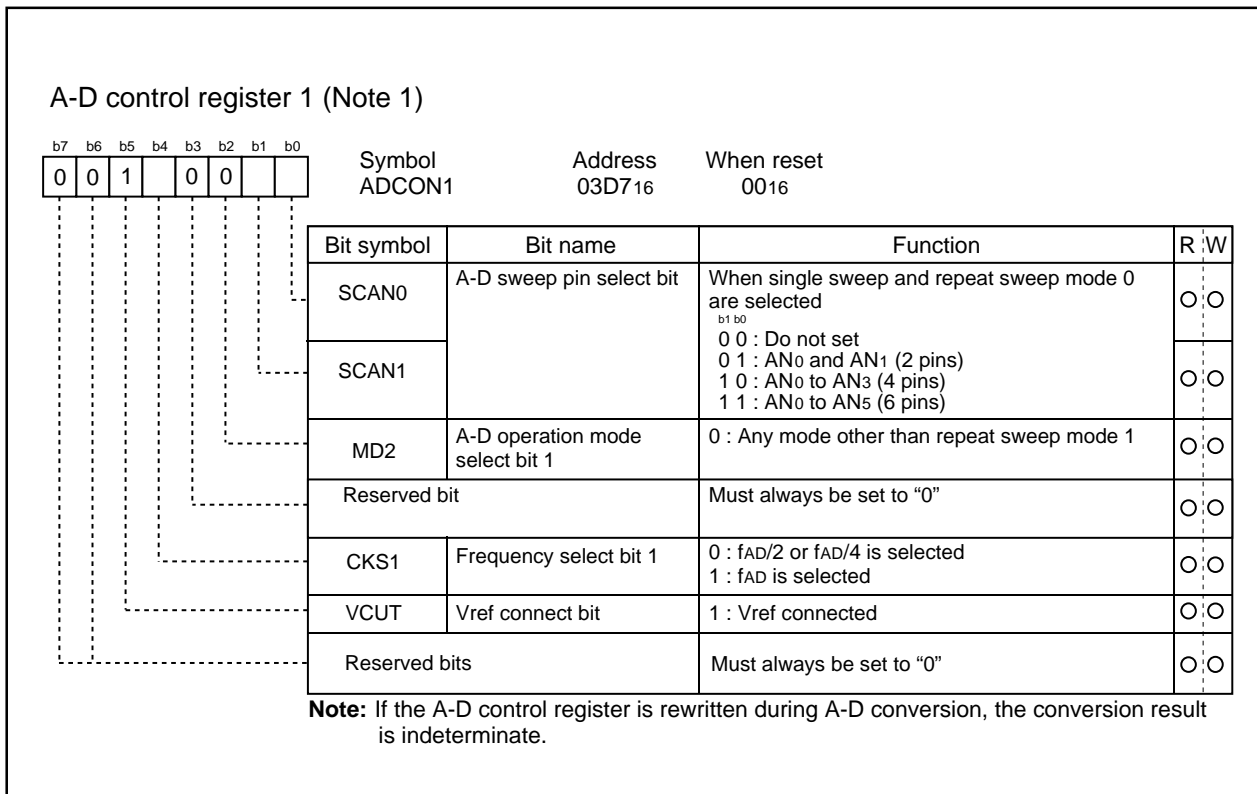 A-D control register 1 (Note 1)
b7 b6 b5 b4 b3 b2 b1 b0
0 0 1 0 0
Symbol Address When reset
ADCON1 03D716 0016
Bit symbol Bit name Function R W
SCAN0 A-D sweep pin select bit When single sweep and repeat sweep mode 0
are selected
b1 b0
0 0 : Do not set
0 1 : AN0 and AN1 (2 pins)
SCAN1 1 0 : AN0 to AN3 (4 pins)
1 1 : AN0 to AN5 (6 pins)
MD2 A-D operation mode
select bit 1 0 : Any mode other than repeat sweep mode 1
Reserved bit Must always be set to “0”
CKS1 Frequency select bit 1 0 : fAD/2 or fAD/4 is selected
1 : fAD is selected
VCUT Vref connect bit 1 : Vref connected
Reserved bits Must always be set to “0”
Note: If the A-D control register is rewritten during A-D conversion, the conversion result
is indeterminate.